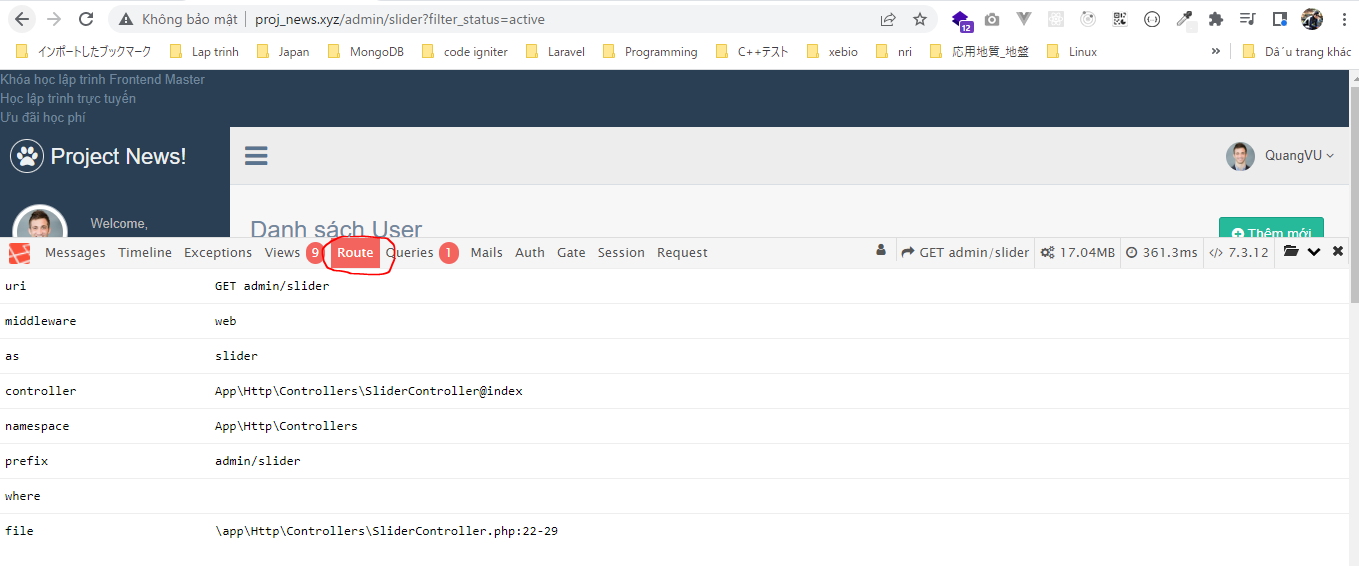 Không bảo mật proj_news.xyz/admin/slider?filter_status=active 12
インポートしたブックマーク Lap trinh Japan MongoDB code igniter Laravel Programming C++テスト xebio nri 応用地質_地盤 Linux » Dấu trang khác
Khóa học lập trình Frontend Master
Học lập trình trực tuyến
Ưu đãi học phí
Project News! QuangVU
Welcome,
Danh sách User Thêm mới
Messages Timeline Exceptions Views 9 Route Queries 1 Mails Auth Gate Session Request GET admin/slider 17.04MB 361.3ms 7.3.12
uri GET admin/slider
middleware web
as slider
controller App\Http\Controllers\SliderController@index
namespace App\Http\Controllers
prefix admin/slider
where
file \app\Http\Controllers\SliderController.php:22-29